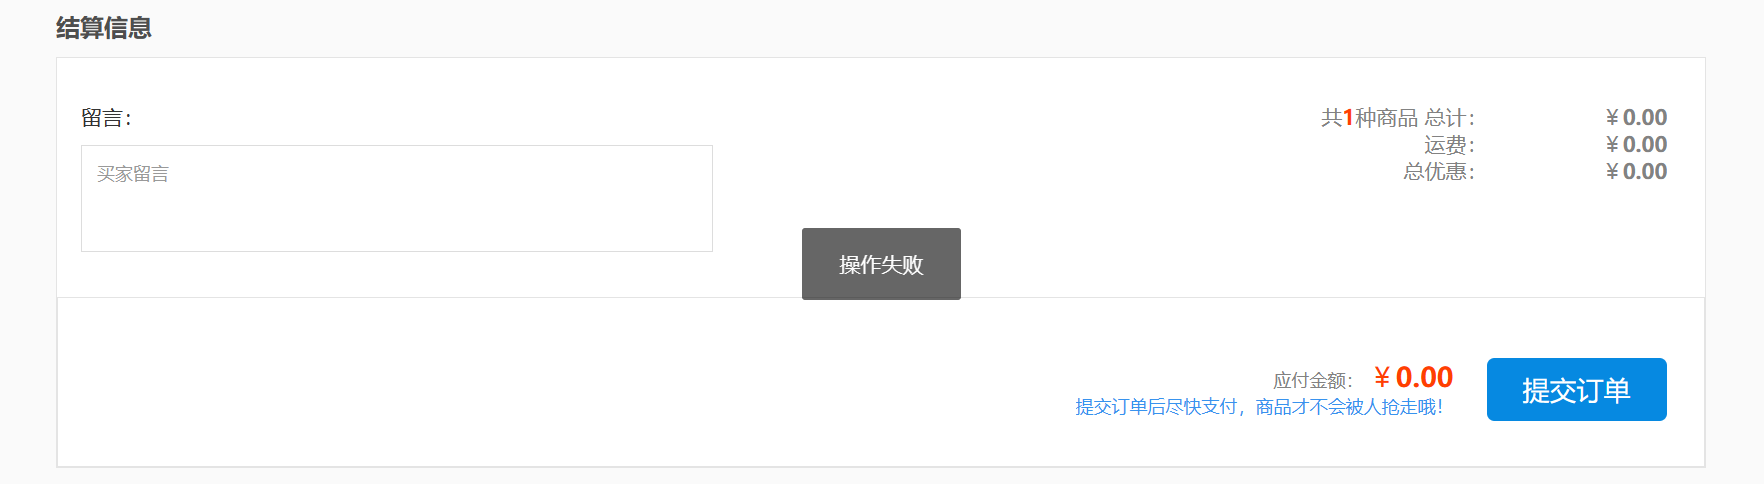 结算信息
留言：
买家留言
共1种商品 总计： ￥0.00
运费： ￥0.00
总优惠： ￥0.00
操作失败
应付金额： ￥0.00
提交订单后尽快支付，商品才不会被人抢走哦！
提交订单